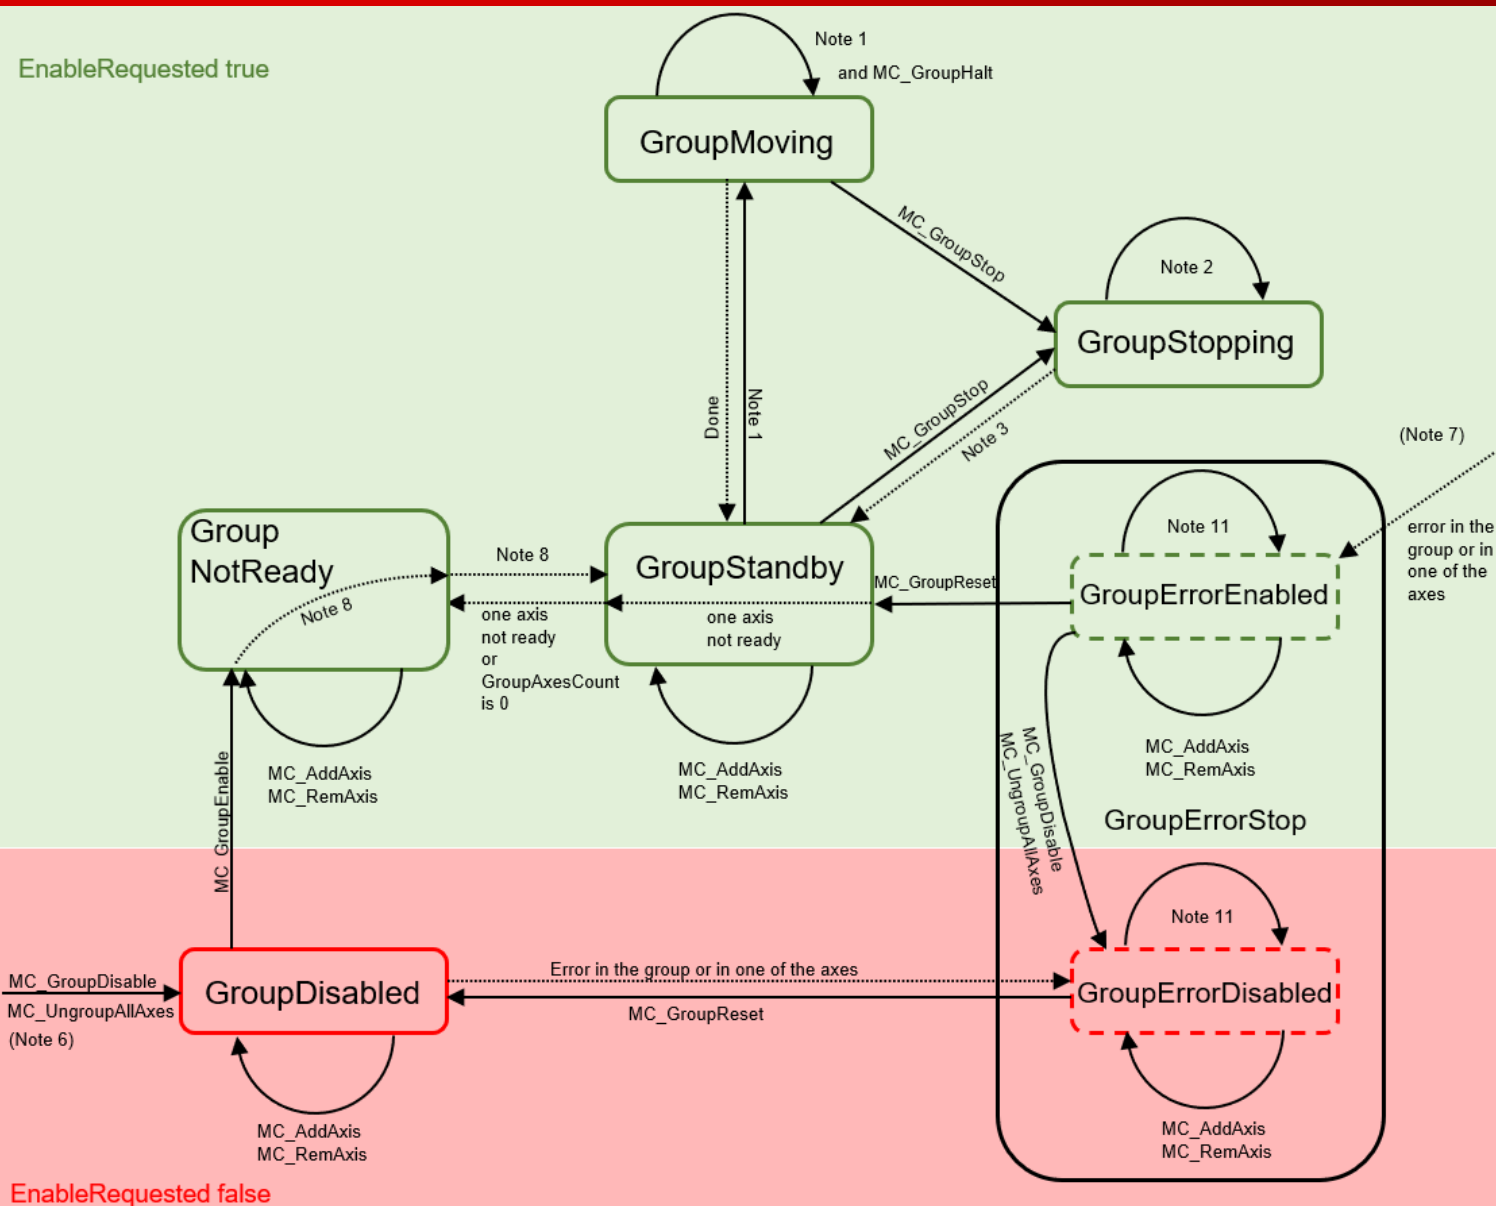 Note 1
EnableRequested true
and MC_GroupHalt
GroupMoving
MC_GroupStop
Note 2
GroupStopping
Done
Note 1
MC_GroupStop
Note 3
(Note 7)
Group
NotReady
Note 8
Note 8
GroupStandby
one axis
not ready
one axis
not ready
or
GroupAxesCount
is 0
MC_GroupReset
Note 11
GroupErrorEnabled
error in the
group or in
one of the
axes
MC_AddAxis
MC_RemAxis
MC_AddAxis
MC_RemAxis
MC_AddAxis
MC_RemAxis
MC_GroupEnable
MC_GroupDisable
MC_UngroupAllAxes
GroupErrorStop
Note 11
MC_GroupDisable
MC_UngroupAllAxes
(Note 6)
GroupDisabled
Error in the group or in one of the axes
MC_GroupReset
GroupErrorDisabled
MC_AddAxis
MC_RemAxis
MC_AddAxis
MC_RemAxis
EnableRequested false